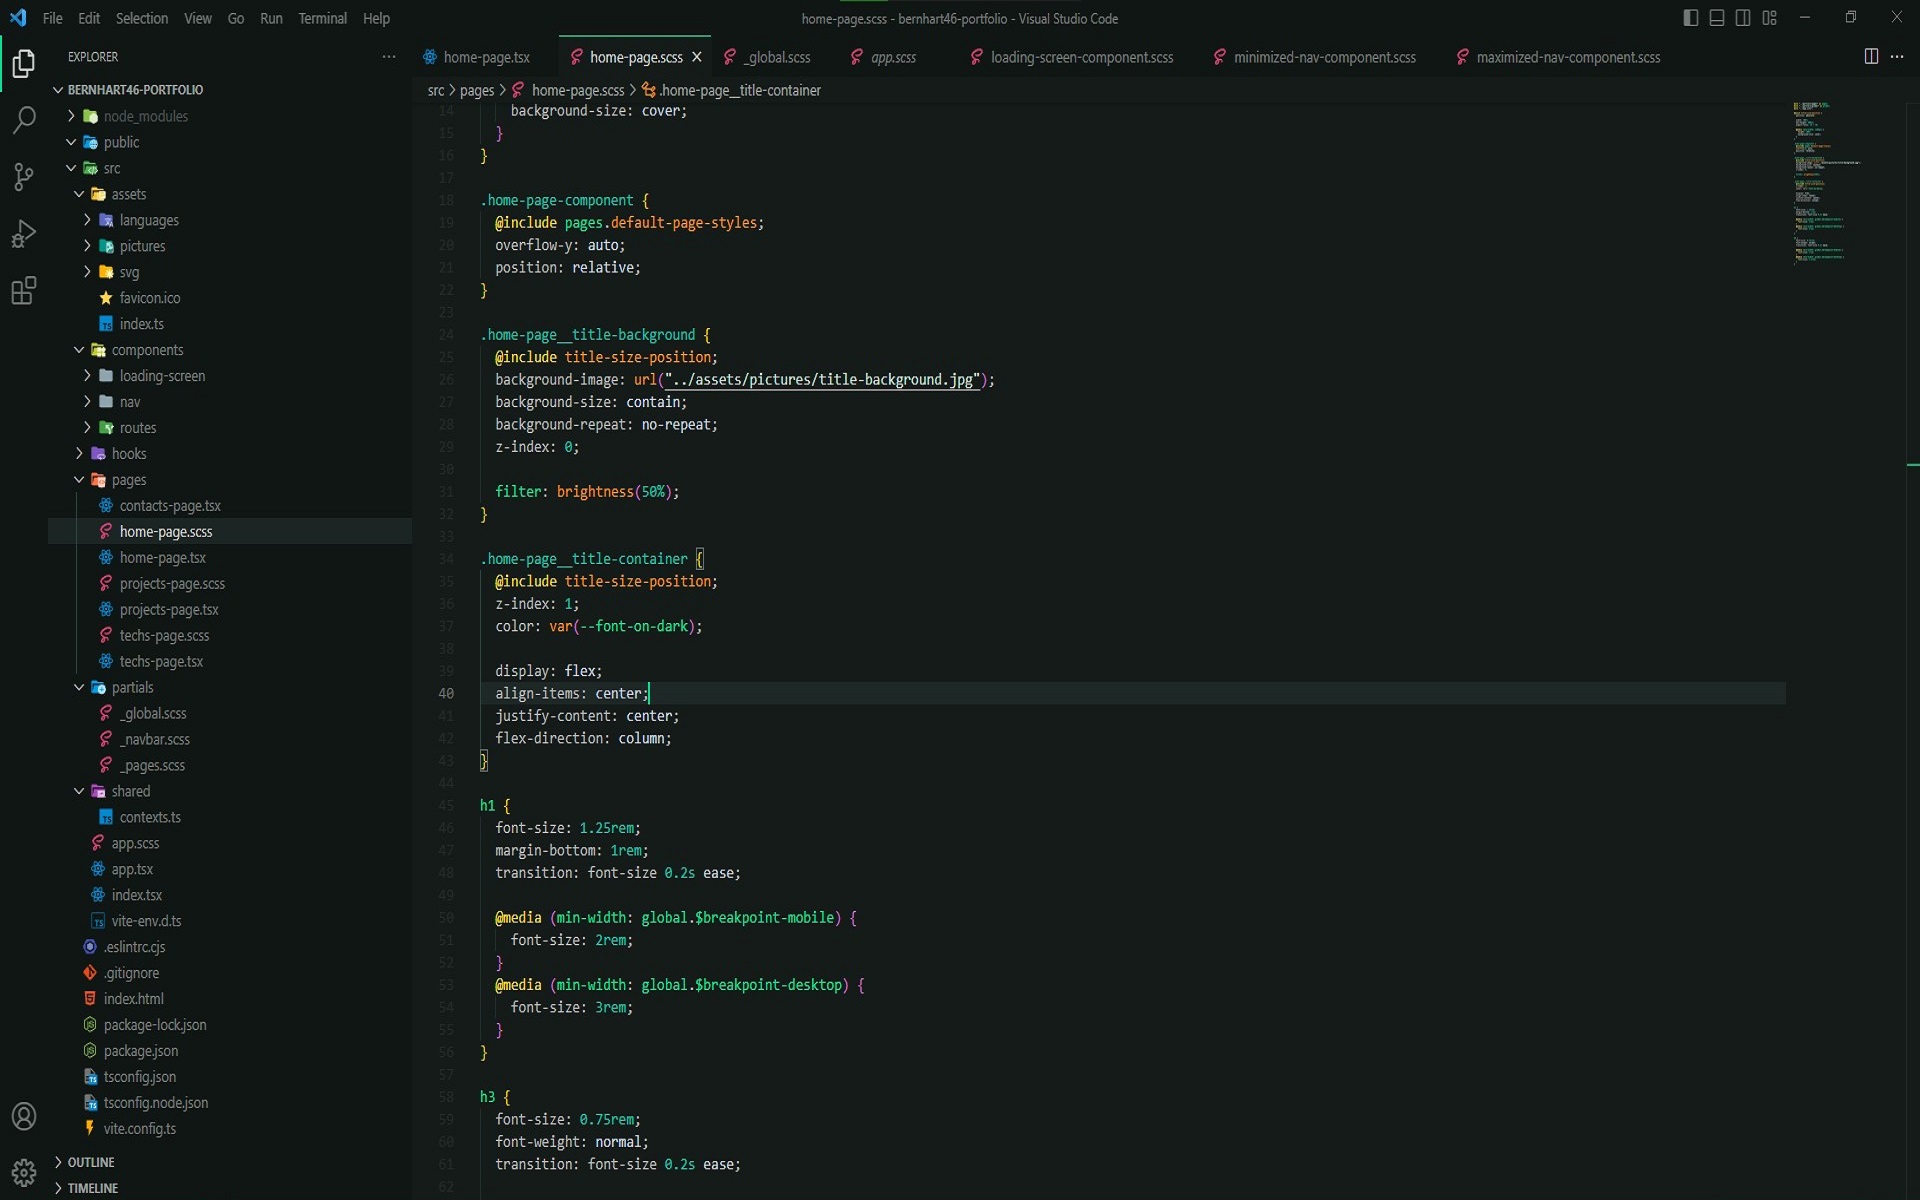 File Edit Selection View Go Run Terminal Help
home-page.scss - bernhart46-portfolio - Visual Studio Code
EXPLORER
BERNHART46-PORTFOLIO
node_modules
public
src
assets
languages
pictures
svg
favicon.ico
TS index.ts
components
loading-screen
nav
routes
hooks
pages
contacts-page.tsx
home-page.scss
home-page.tsx
projects-page.scss
projects-page.tsx
techs-page.scss
techs-page.tsx
partials
_global.scss
_navbar.scss
_pages.scss
shared
TS contexts.ts
app.scss
app.tsx
index.tsx
TS vite-env.d.ts
.eslintrc.cjs
.gitignore
index.html
package-lock.json
package.json
tsconfig.json
tsconfig.node.json
vite.config.ts
OUTLINE
TIMELINE
home-page.tsx home-page.scss _global.scss app.scss loading-screen-component.scss minimized-nav-component.scss maximized-nav-component.scss
src > pages > home-page.scss > .home-page__title-container
14 background-size: cover;
15 }
16 }
17
18 .home-page-component {
19 @include pages.default-page-styles;
20 overflow-y: auto;
21 position: relative;
22 }
23
24 .home-page__title-background {
25 @include title-size-position;
26 background-image: url("../assets/pictures/title-background.jpg");
27 background-size: contain;
28 background-repeat: no-repeat;
29 z-index: 0;
30
31 filter: brightness(50%);
32 }
33
34 .home-page__title-container {
35 @include title-size-position;
36 z-index: 1;
37 color: var(--font-on-dark);
38
39 display: flex;
40 align-items: center;
41 justify-content: center;
42 flex-direction: column;
43 }
44
45 h1 {
46 font-size: 1.25rem;
47 margin-bottom: 1rem;
48 transition: font-size 0.2s ease;
49
50 @media (min-width: global.$breakpoint-mobile) {
51 font-size: 2rem;
52 }
53 @media (min-width: global.$breakpoint-desktop) {
54 font-size: 3rem;
55 }
56 }
57
58 h3 {
59 font-size: 0.75rem;
60 font-weight: normal;
61 transition: font-size 0.2s ease;
62